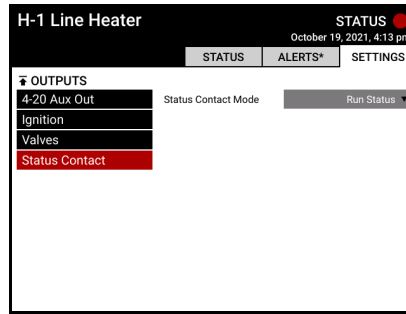 H-1 Line Heater
STATUS
October 19, 2021, 4:13 pm
STATUS
ALERTS*
SETTINGS
OUTPUTS
4-20 Aux Out
Status Contact Mode
Run Status
Ignition
Valves
Status Contact